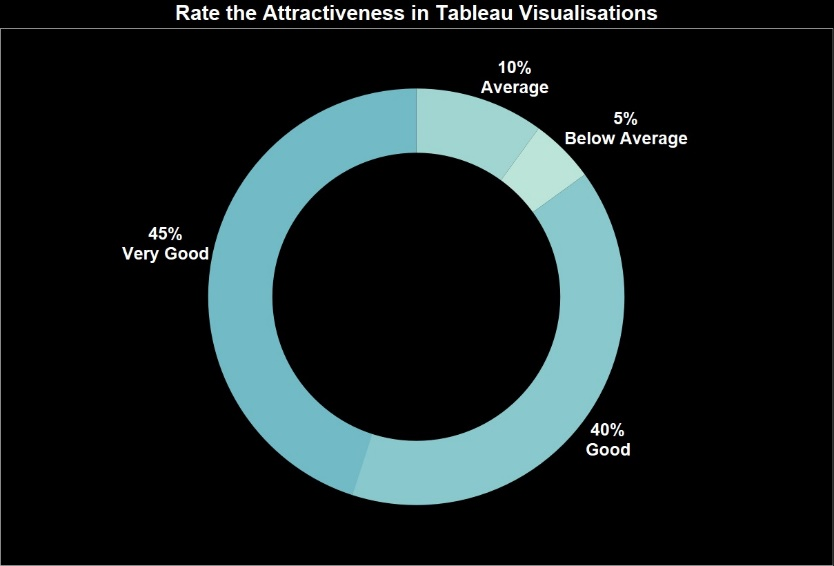 Rate the Attractiveness in Tableau Visualisations
10%
Average
5%
Below Average
45%
Very Good
40%
Good